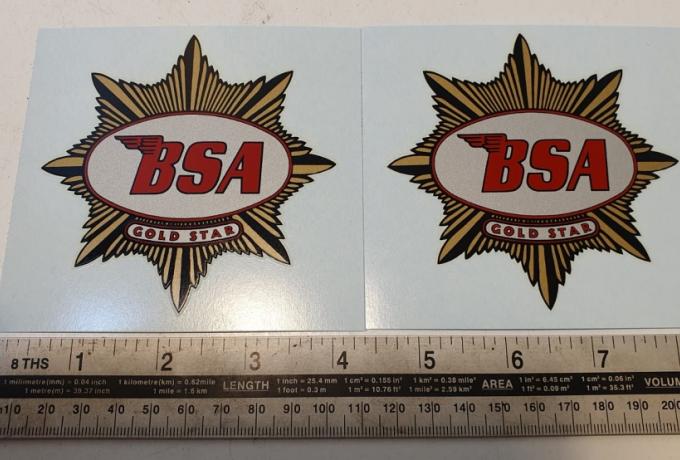 BSA
GOLD STAR
BSA
GOLD STAR
8 THS 1 2 3 4 5 6 7
1 millimetre(mm) = 0.04 inch 1 kilometre(km) = 0.62mile LENGTH 1 inch = 25.4 mm 1 cm² = 0.155 in² 1 km² = 0.38 mile² AREA 1 in² = 6.45 cm² 1 cm³ = 0.06 in³ VOLUM
1 metre(m) = 39.37 inch 1 mile = 1.6 km 1 foot = 0.3 m 1 m² = 10.76 ft² 1 mile² = 2.59 km² 1 ft² = 0.09 m² 1 m³ = 35.3 ft³
10 20 30 40 50 60 70 80 90 100 110 120 130 140 150 160 170 180 190 200